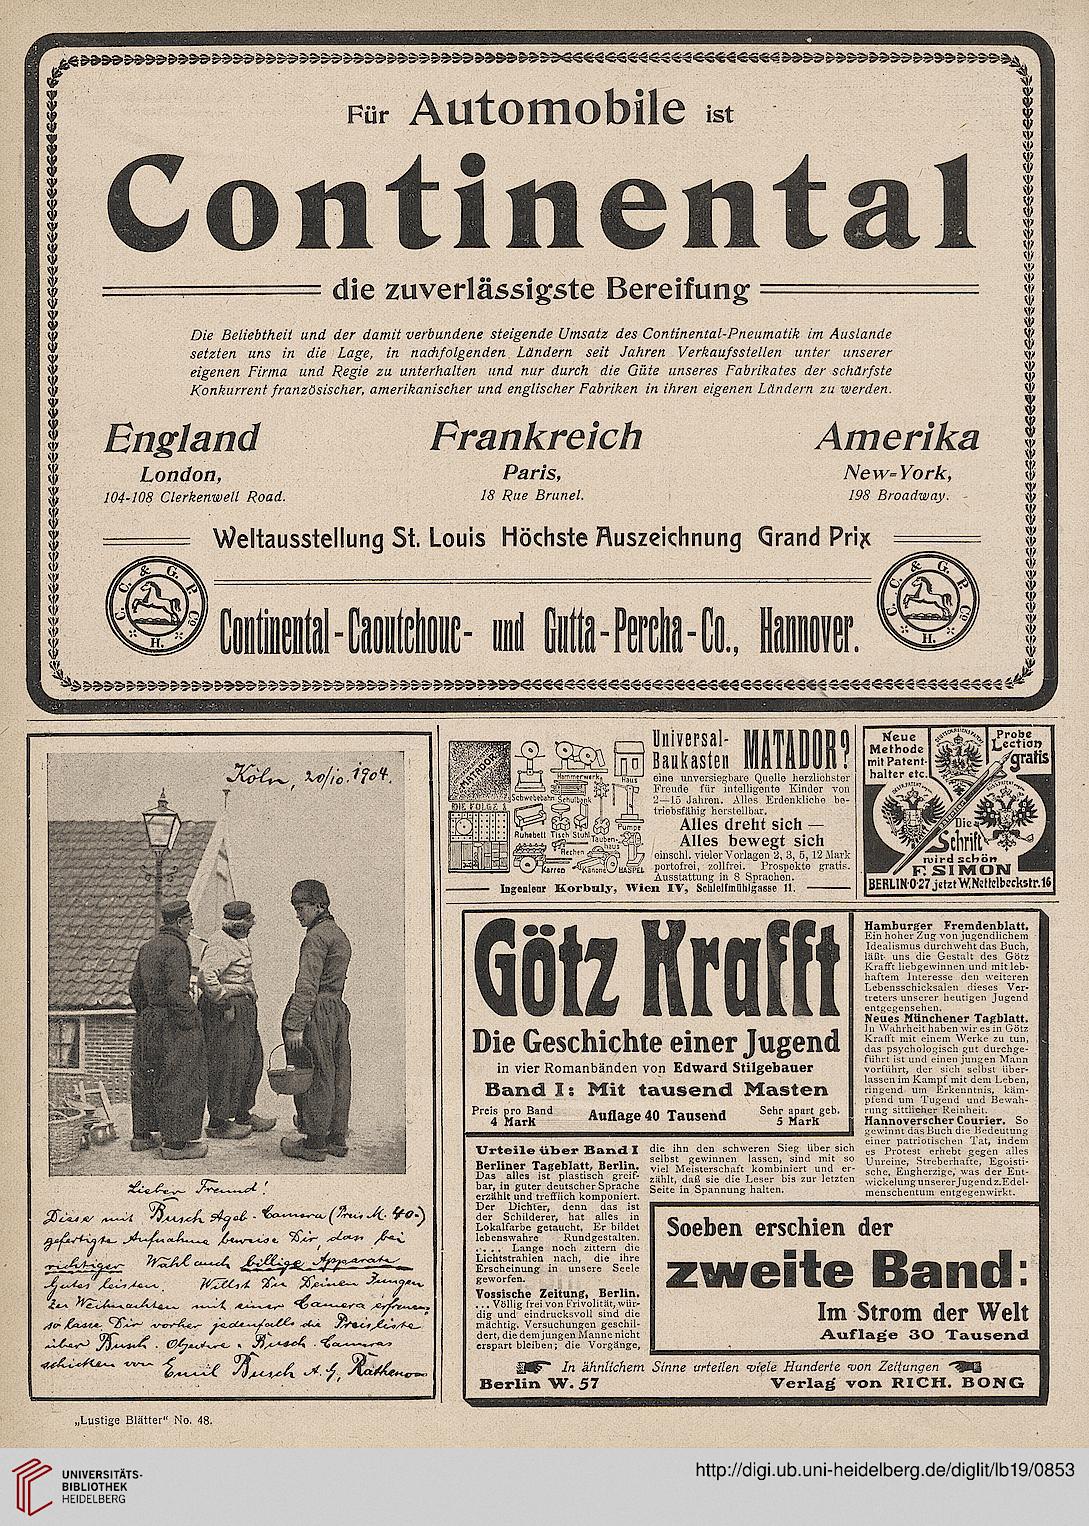 Für Automobile ist
Continental
die zuverlässigste Bereifung
Die Beliebtheit und der damit verbundene steigende Umsatz des Continental-Pneumatik im Auslande
setzten uns in die Lage, in nachfolgenden Ländern seit Jahren Verkaufsstellen unter unserer
eigenen Firma und Regie zu unterhalten und nur durch die Güte unseres Fabrikates der schärfste
Konkurrent französischer, amerikanischer und englischer Fabriken in ihren eigenen Ländern zu werden.
England
London,
104-108 Clerkenwell Road.
Frankreich
Paris,
18 Rue Brunel.
Amerika
New-York,
198 Broadway.
Weltausstellung St. Louis Höchste Auszeichnung Grand Prix
C. C. & G. P. Co.
H.
Continental-Caoutchouc- und Gutta-Percha-Co., Hannover.
C. C. & G. P. Co.
H.
Köln, 20/10. 1904.
Lieber Freund!
Diese mit Busch Ageb-Camera (Preis M. 40.-)
gefertigte Aufnahme beweise Dir, dass bei
richtiger Wahl auch billige Apparate
Gutes leisten. Willst Du Deinen Jungen
zu Weihnachten mit einer Camera erfreuen,
so lasse Dir vorher jedenfalls die Preisliste
über Busch-Objective u. Busch-Cameras
schicken von Emil Busch A. G., Rathenow
„Lustige Blätter“ No. 48.
MATADOR
DIE FOLGE 1
Schwebebahn
Hammerwerk
Schulbank
Haus
Ruhebett
Tisch
Stuhl
Tauben-
haus
Pumpe
Rechen
Karren
Kanone
HASPEL
Universal-
Baukasten MATADOR?
eine unversiegbare Quelle herzlichster
Freude für intelligente Kinder von
2—15 Jahren. Alles Erdenkliche be-
triebsfähig herstellbar.
Alles dreht sich —
Alles bewegt sich
einschl. vieler Vorlagen 2, 3, 5, 12 Mark
portofrei, zollfrei. Prospekte gratis.
Ausstattung in 8 Sprachen.
Ingenieur Korbuly, Wien IV, Schleifmühlgasse 11.
Neue
Methode
mit Patent-
halter etc.
Probe
Lection
gratis
Die
Schrift
wird schön
F. SIMON
BERLIN·O·27 jetzt W. Nettelbeckstr. 16
Götz Krafft
Die Geschichte einer Jugend
in vier Romanbänden von Edward Stilgebauer
Band I: Mit tausend Masten
Preis pro Band
4 Mark
Auflage 40 Tausend
Sehr apart geb.
5 Mark
Urteile über Band I
Berliner Tageblatt, Berlin.
Das alles ist plastisch greif-
bar, in guter deutscher Sprache
erzählt und trefflich komponiert.
Der Dichter, denn das ist
der Schilderer, hat alles in
Lokalfarbe getaucht. Er bildet
lebenswahre Rundgestalten.
. . . . Lange noch zittern die
Lichtstrahlen nach, die ihre
Erscheinung in unsere Seele
geworfen.
Vossische Zeitung, Berlin.
. . . Völlig frei von Frivolität, wür-
dig und eindrucksvoll sind die
mächtig. Versuchungen geschil-
dert, die dem jungen Manne nicht
erspart bleiben; die Vorgänge,
die ihn den schweren Sieg über sich
selbst gewinnen lassen, sind mit so
viel Meisterschaft kombiniert und er-
zählt, daß sie die Leser bis zur letzten
Seite in Spannung halten.
Hamburger Fremdenblatt.
Ein hoher Zug von jugendlichem
Idealismus durchweht das Buch,
läßt uns die Gestalt des Götz
Krafft liebgewinnen und mit leb-
haftem Interesse den weiteren
Lebensschicksalen dieses Ver-
treters unserer heutigen Jugend
entgegensehen.
Neues Münchener Tagblatt.
In Wahrheit haben wir es in Götz
Krafft mit einem Werke zu tun,
das psychologisch gut durchge-
führt ist und einen jungen Mann
vorführt, der sich selbst über-
lassen im Kampf mit dem Leben,
ringend um Erkenntnis, käm-
pfend um Tugend und Bewah-
rung sittlicher Reinheit.
Hannoverscher Courier. So
gewinnt das Buch die Bedeutung
einer patriotischen Tat, indem
es Protest erhebt gegen alles
Unreine, Streberhafte, Egoisti-
sche, Engherzige, was der Ent-
wickelung unserer Jugend z. Edel-
menschentum entgegenwirkt.
Soeben erschien der
zweite Band:
Im Strom der Welt
Auflage 30 Tausend
In ähnlichem Sinne urteilen viele Hunderte von Zeitungen
Berlin W. 57
Verlag von RICH. BONG
UNIVERSITÄTS-
BIBLIOTHEK
HEIDELBERG
http://digi.ub.uni-heidelberg.de/diglit/lb19/0853